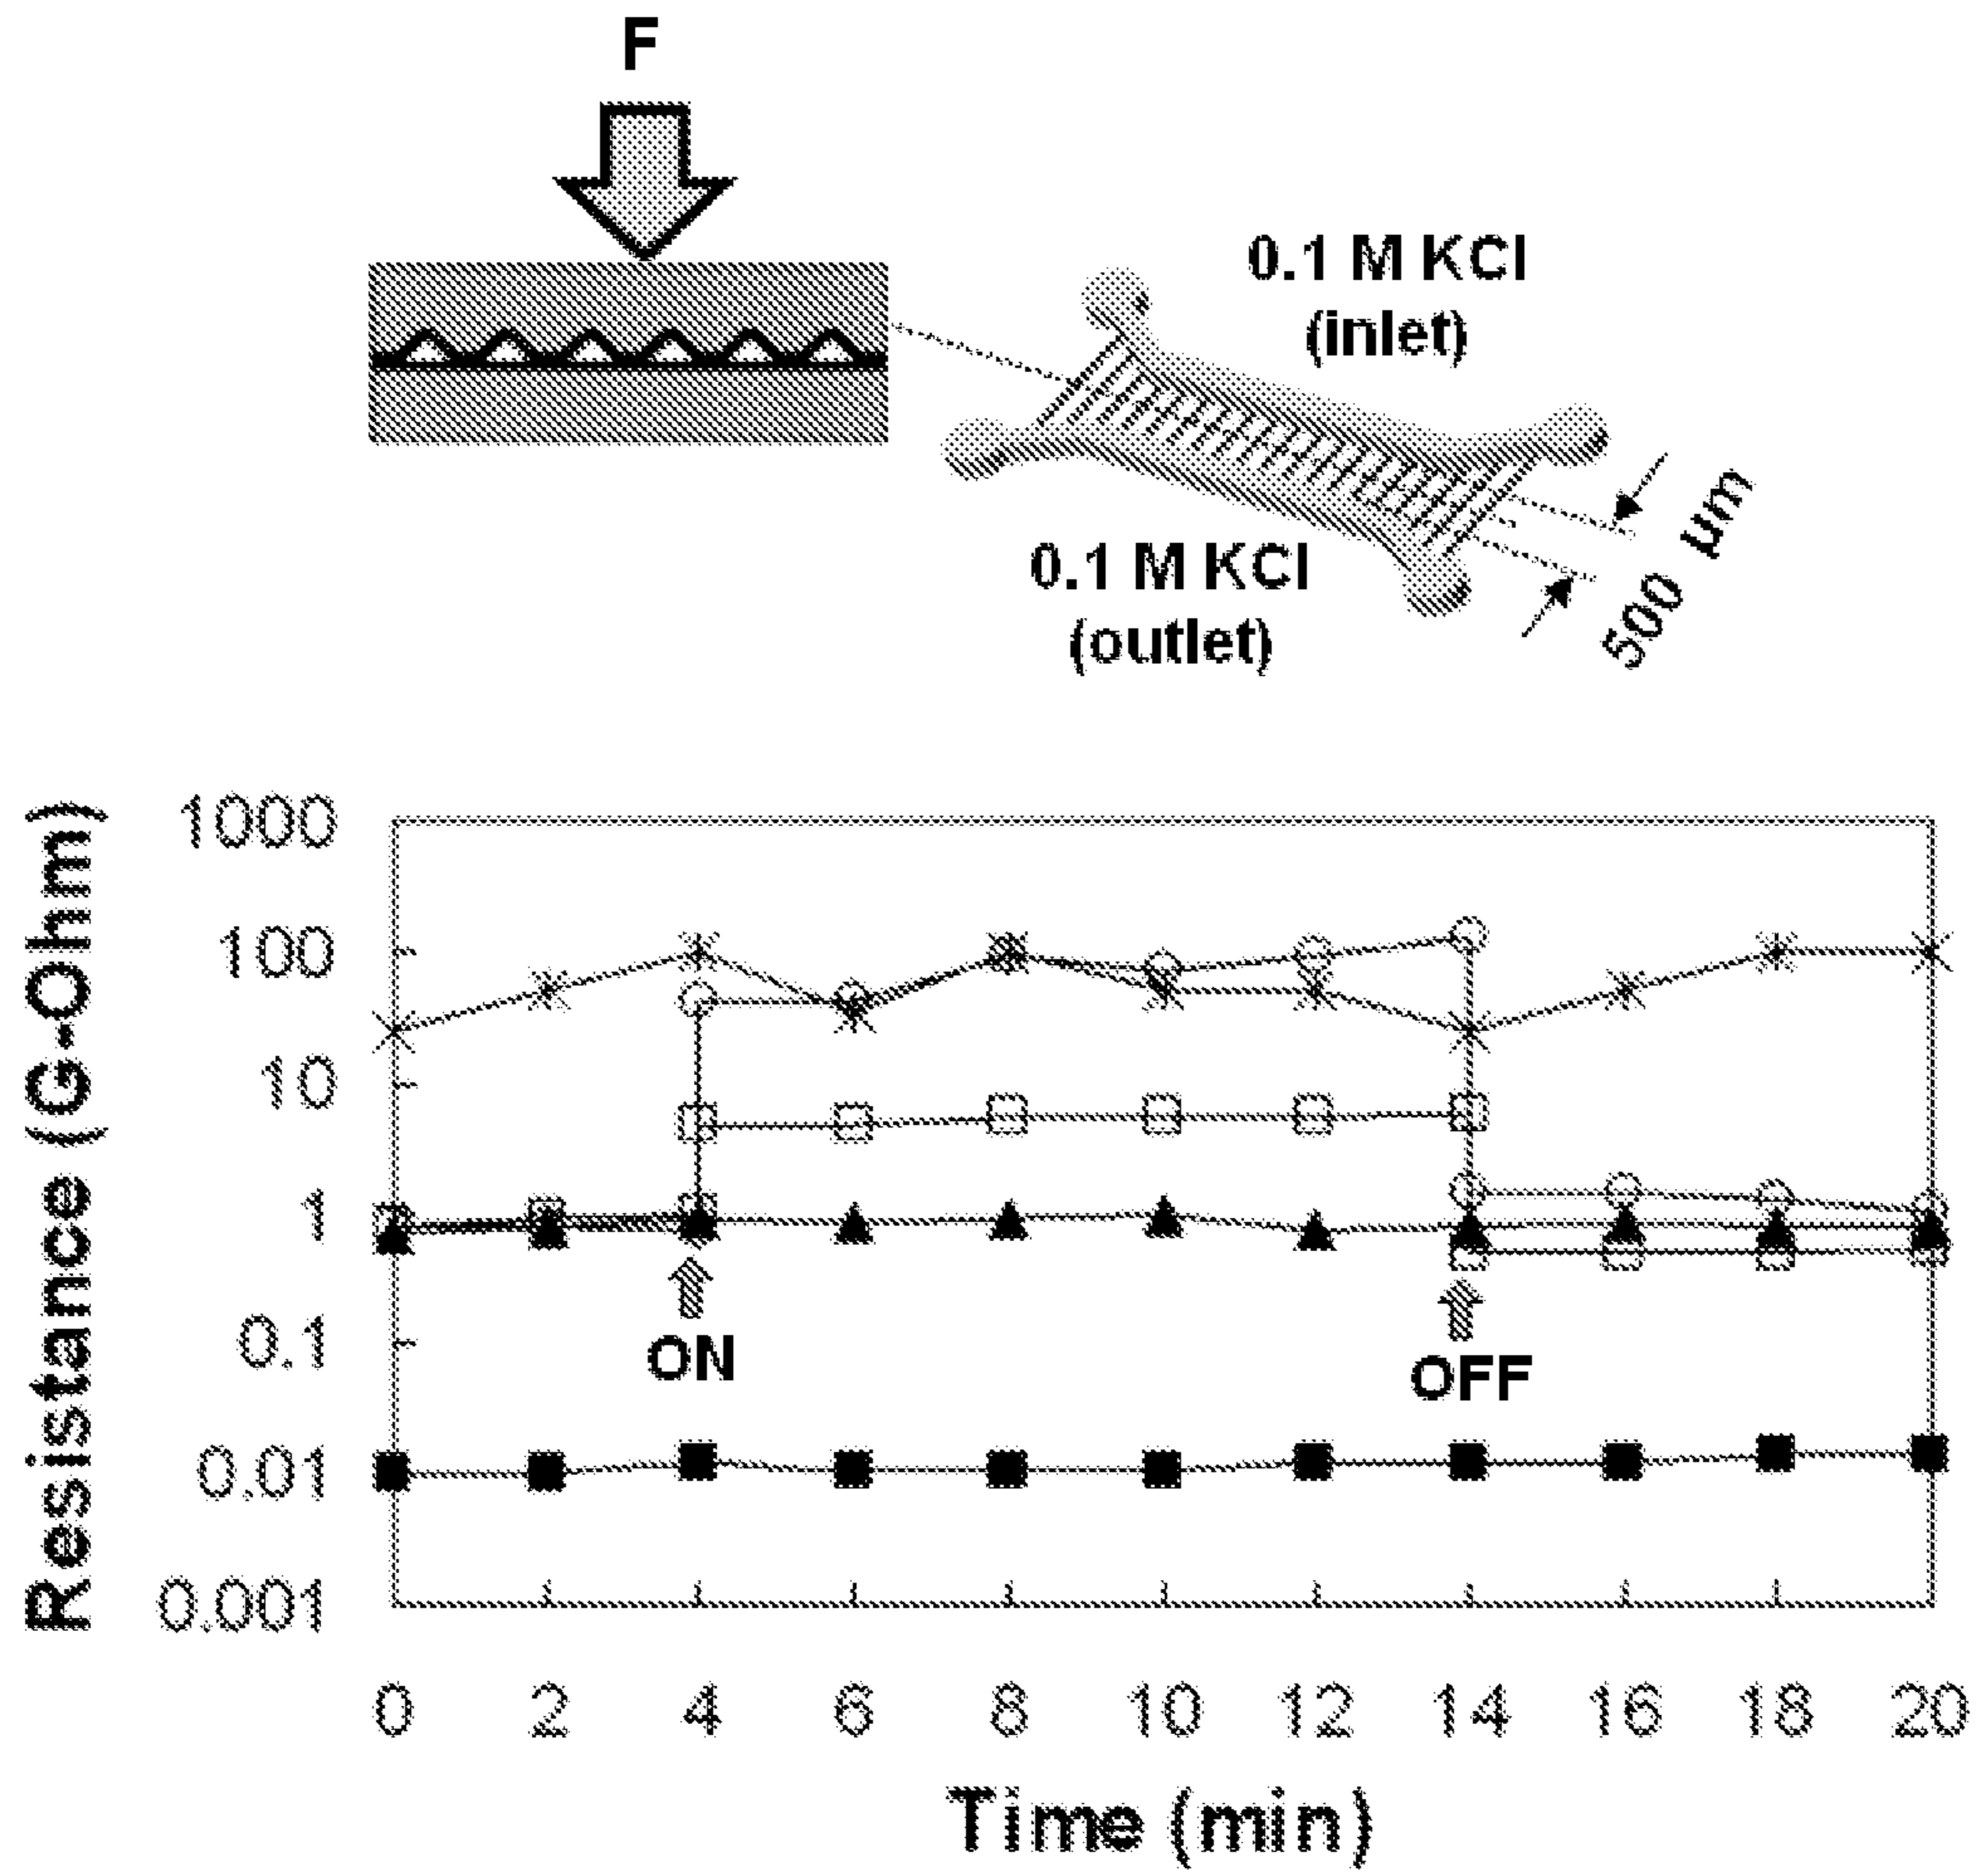 F
0.1 M KCl
(inlet)
0.1 M KCl
(outlet)
500 µm
Resistance (G-Ohm)
1000
100
10
1
0.1
0.01
0.001
ON
OFF
0 2 4 6 8 10 12 14 16 18 20
Time (min)